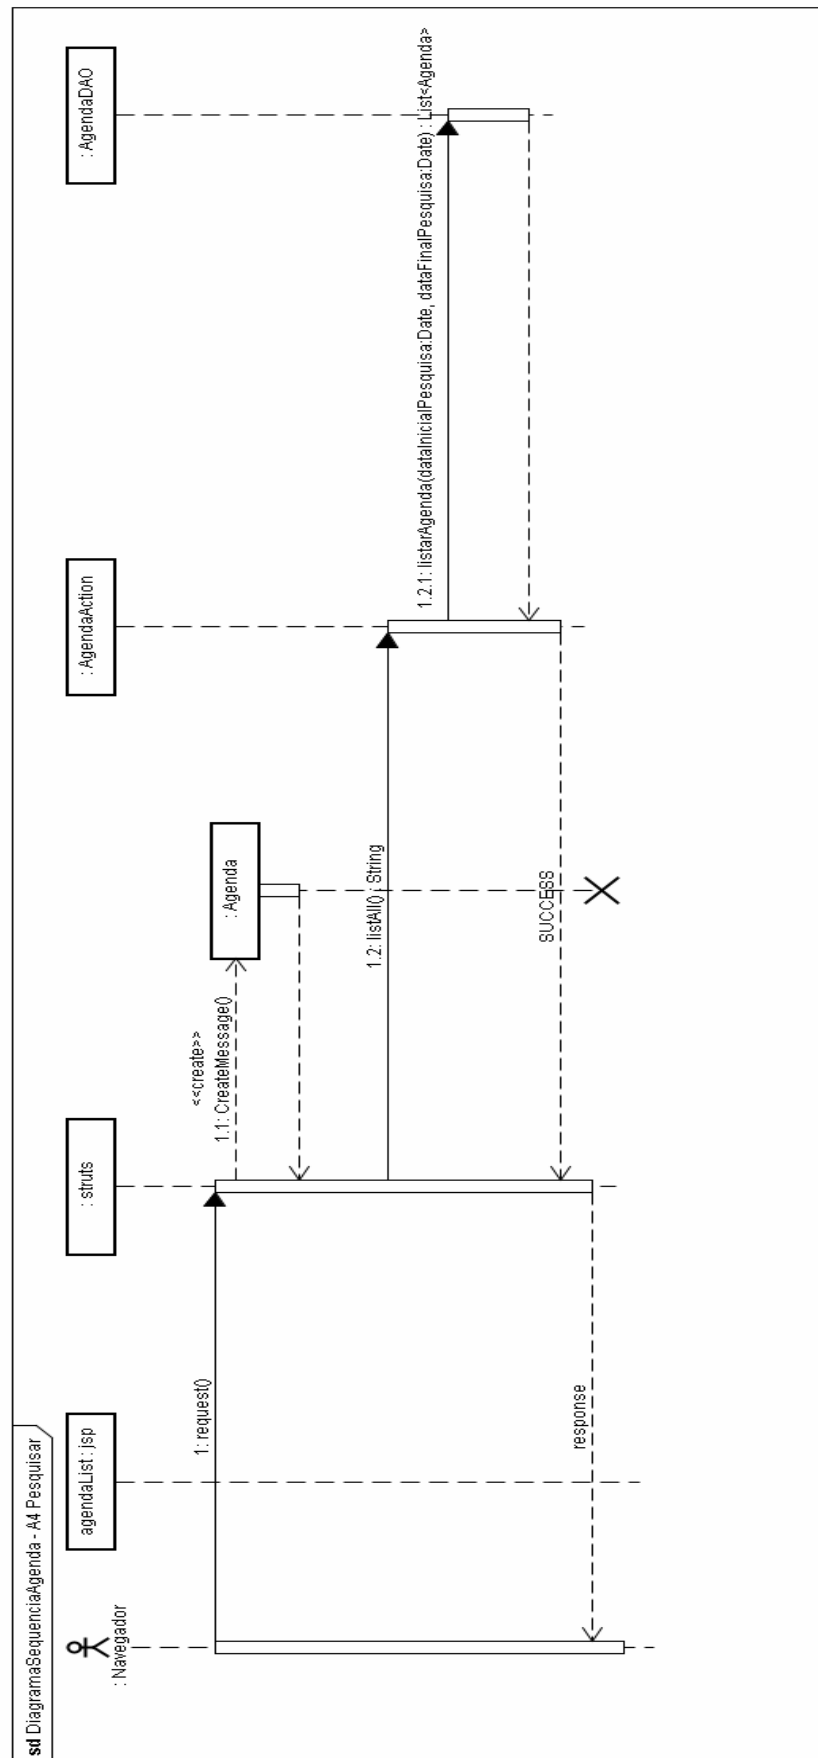 sd DiagramaSequenciaAgenda - A4 Pesquisar
: Navegador
agendaList : jsp
: struts
: AgendaAction
: AgendaDAO
1: request()
<<create>>
1.1: CreateMessage()
: Agenda
1.2: listAll() : String
1.2.1: listarAgenda(dataInicialPesquisa:Date, dataFinalPesquisa:Date) : List<Agenda>
SUCCESS
response